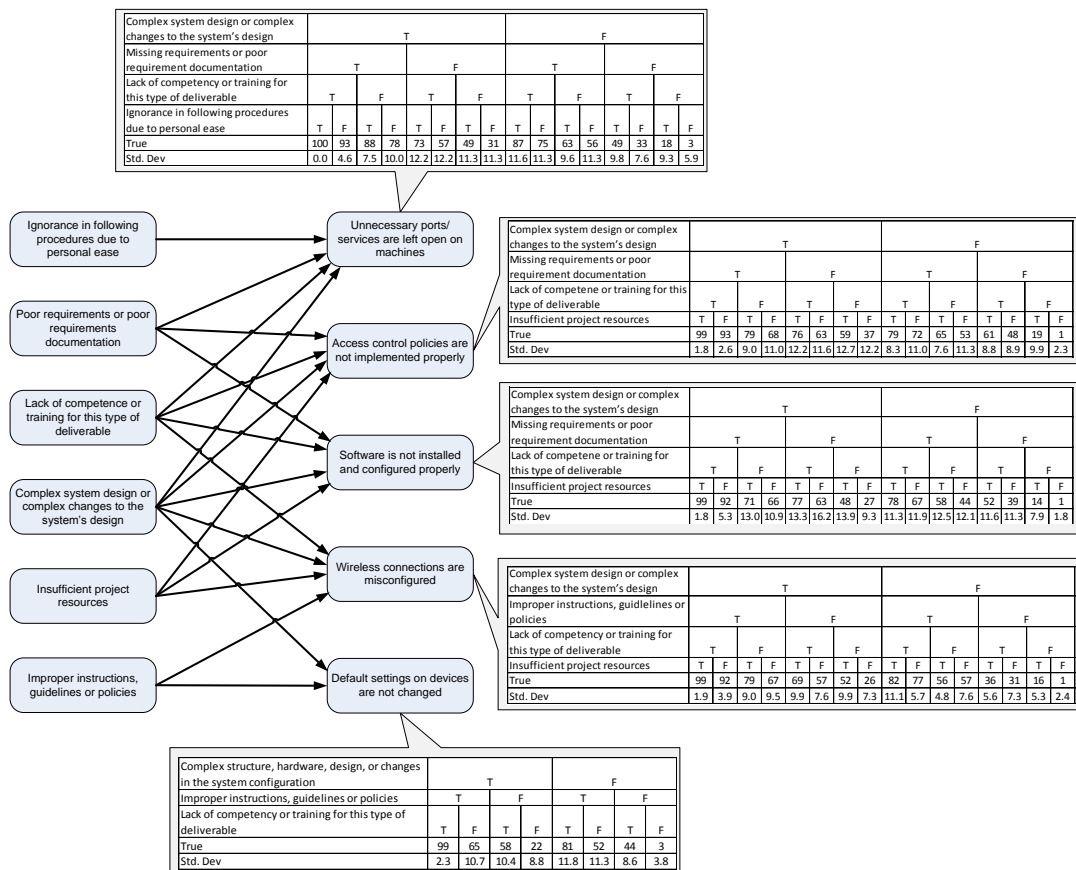 Complex system design or complex
changes to the system's design
T F
Missing requirements or poor
requirement documentation
T F T F
Lack of competency or training for
this type of deliverable
T F T F T F T F
Ignorance in following procedures
due to personal ease
T F T F T F T F T F T F T F T F
True 100 93 88 78 73 57 49 31 87 75 63 56 49 33 18 3
Std. Dev 0.0 4.6 7.5 10.0 12.2 12.2 11.3 11.3 11.6 11.3 9.6 11.3 9.8 7.6 9.3 5.9
Ignorance in following
procedures due to
personal ease
Poor requirements or poor
requirements
documentation
Lack of competence or
training for this type of
deliverable
Complex system design or
complex changes to the
system's design
Insufficient project
resources
Improper instructions,
guidelines or policies
Unnecessary ports/
services are left open on
machines
Access control policies are
not implemented properly
Software is not installed
and configured properly
Wireless connections are
misconfigured
Default settings on devices
are not changed
Complex system design or complex
changes to the system's design
T F
Missing requirements or poor
requirement documentation
T F T F
Lack of competene or training for this
type of deliverable
T F T F T F T F
Insufficient project resources T F T F T F T F T F T F T F T F
True 99 93 79 68 76 63 59 37 79 72 65 53 61 48 19 1
Std. Dev 1.8 2.6 9.0 11.0 12.2 11.6 12.7 12.2 8.3 11.0 7.6 11.3 8.8 8.9 9.9 2.3
Complex system design or complex
changes to the system's design
T F
Missing requirements or poor
requirement documentation
T F T F
Lack of competene or training for
this type of deliverable
T F T F T F T F
Insufficient project resources T F T F T F T F T F T F T F T F
True 99 92 71 66 77 63 48 27 78 67 58 44 52 39 14 1
Std. Dev 1.8 5.3 13.0 10.9 13.3 16.2 13.9 9.3 11.3 11.9 12.5 12.1 11.6 11.3 7.9 1.8
Complex system design or complex
changes to the system's design
T F
Improper instructions, guidlelines or
policies
T F T F
Lack of competency or training for
this type of deliverable
T F T F T F T F
Insufficient project resources T F T F T F T F T F T F T F T F
True 99 92 79 67 69 57 52 26 82 77 56 57 36 31 16 1
Std. Dev 1.9 3.9 9.0 9.5 9.9 7.6 9.9 7.3 11.1 5.7 4.8 7.6 5.6 7.3 5.3 2.4
Complex structure, hardware, design, or changes
in the system configuration
T F
Improper instructions, guidelines or policies T F T F
Lack of competency or training for this type of
deliverable
T F T F T F T F
True 99 65 58 22 81 52 44 3
Std. Dev 2.3 10.7 10.4 8.8 11.8 11.3 8.6 3.8